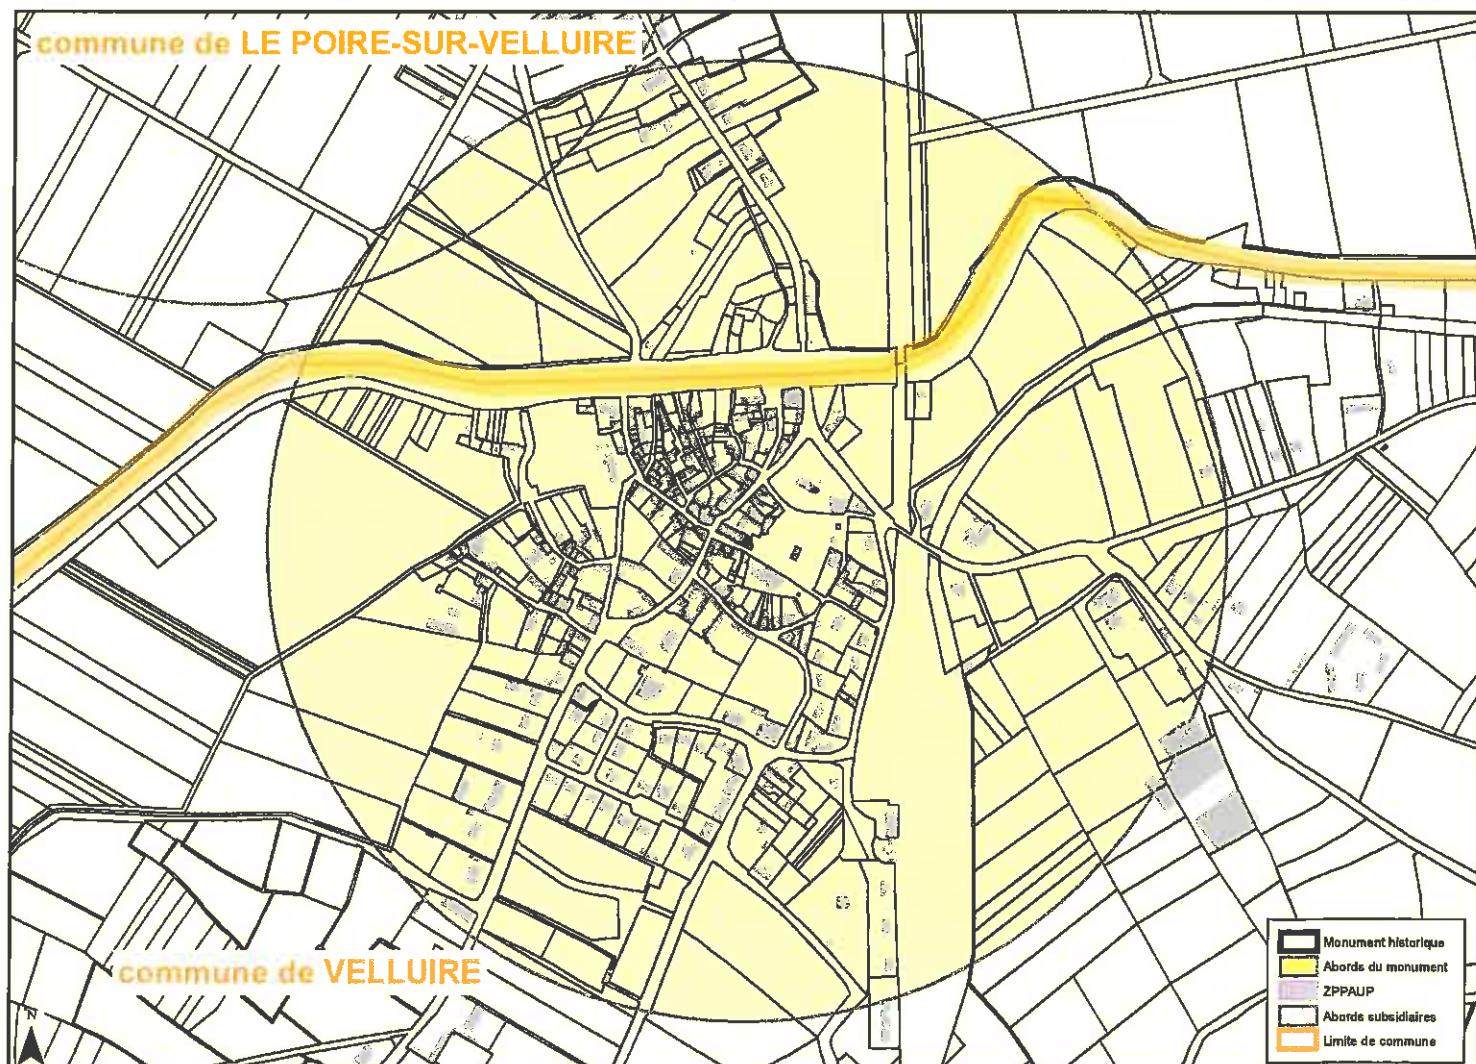 commune de LE POIRE-SUR-VELLUIRE
commune de VELLUIRE
N
Monument historique
Abords du monument
ZPPAUP
Abords subsidiaires
Limite de commune